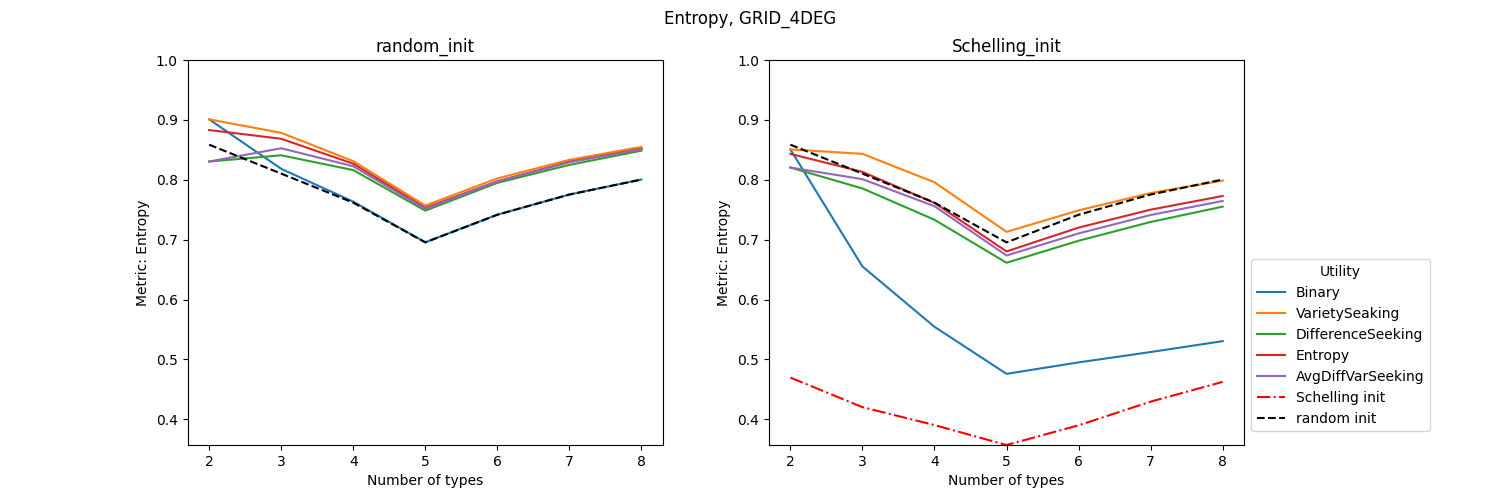 Entropy, GRID_4DEG
random_init
1.0
0.9
0.8
0.7
0.6
0.5
0.4
Metric: Entropy
2 3 4 5 6 7 8
Number of types
Schelling_init
1.0
0.9
0.8
0.7
0.6
0.5
0.4
Metric: Entropy
2 3 4 5 6 7 8
Number of types
Utility
Binary
VarietySeaking
DifferenceSeeking
Entropy
AvgDiffVarSeeking
Schelling init
random init